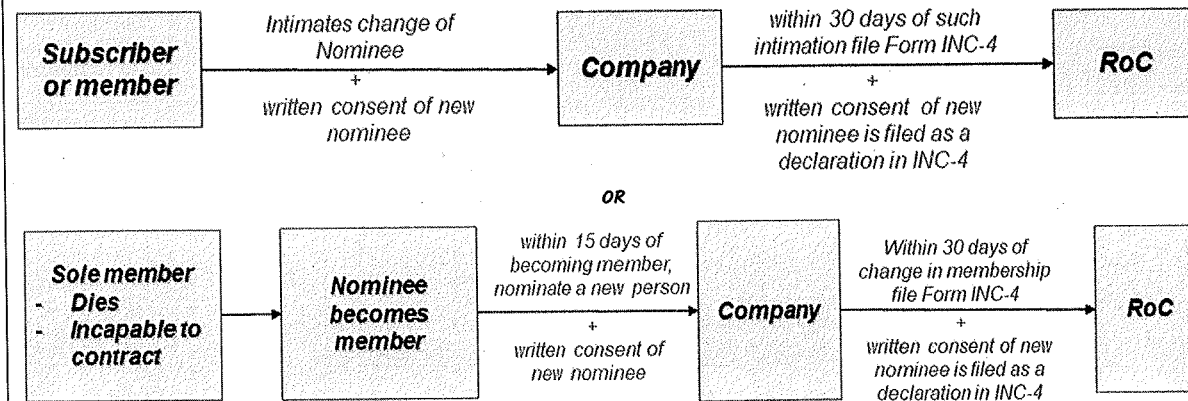 Subscriber
or member
Intimates change of
Nominee
+
written consent of new
nominee
Company
within 30 days of such
intimation file Form INC-4
+
written consent of new
nominee is filed as a
declaration in INC-4
RoC
OR
Sole member
- Dies
- Incapable to
contract
Nominee
becomes
member
within 15 days of
becoming member,
nominate a new person
+
written consent of
new nominee
Company
Within 30 days of
change in membership
file Form INC-4
+
written consent of new
nominee is filed as a
declaration in INC-4
RoC